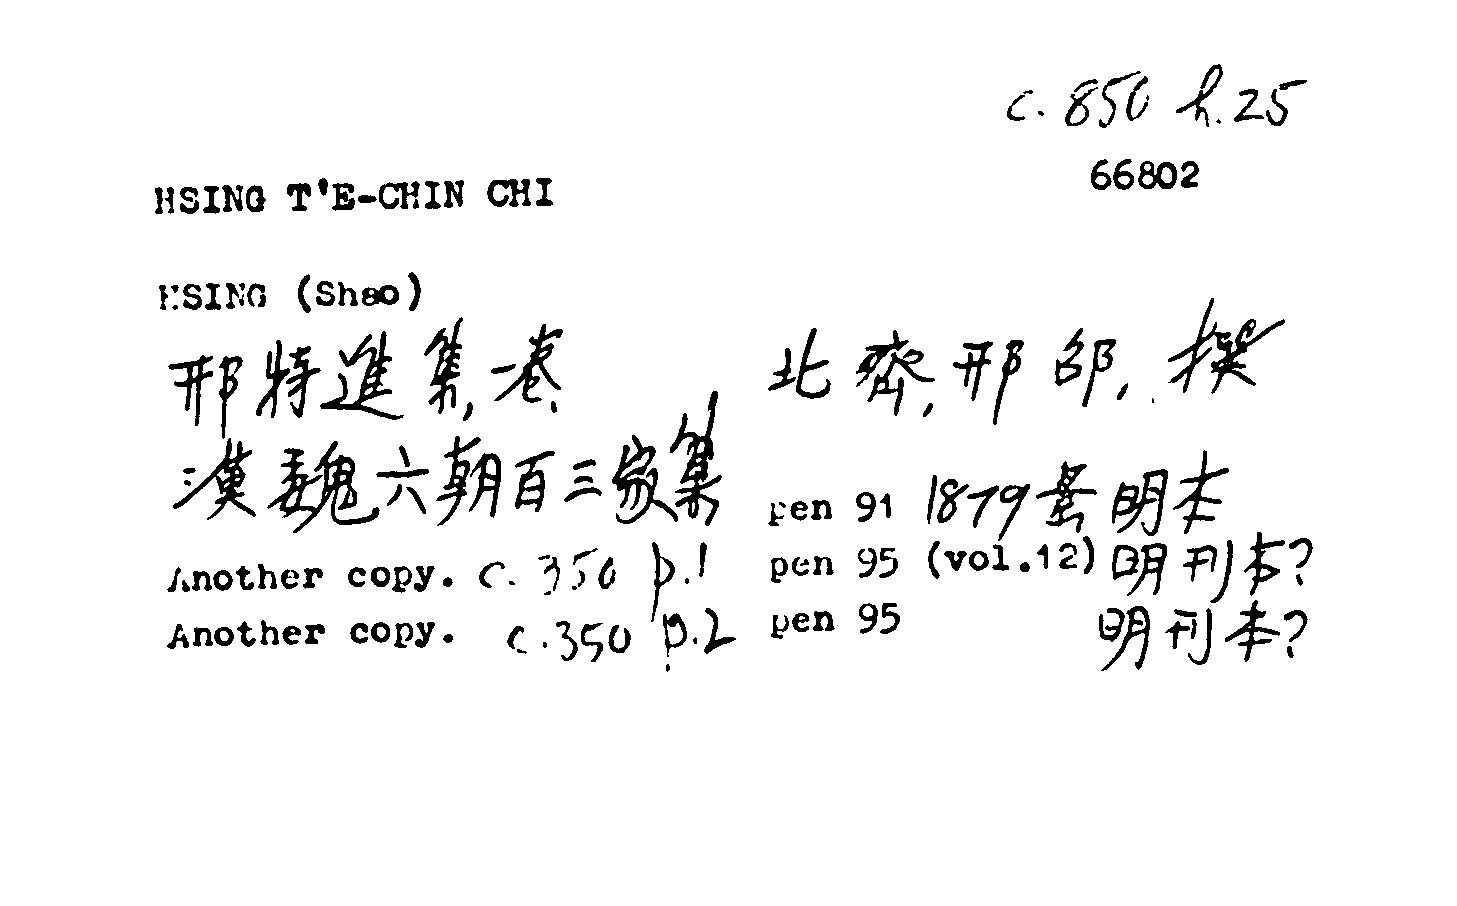 c. 850 h. 25
66802
HSING T'E-CHIN CHI
HSING (Shao)
邢特進集, 一卷. 北齊, 邢邵, 撰
漢魏六朝百三家集 pen 91 1879景明本
Another copy. c. 350 p.1 pen 95 (vol.12) 明刊本?
Another copy. c.350 p.2 pen 95 明刊本?